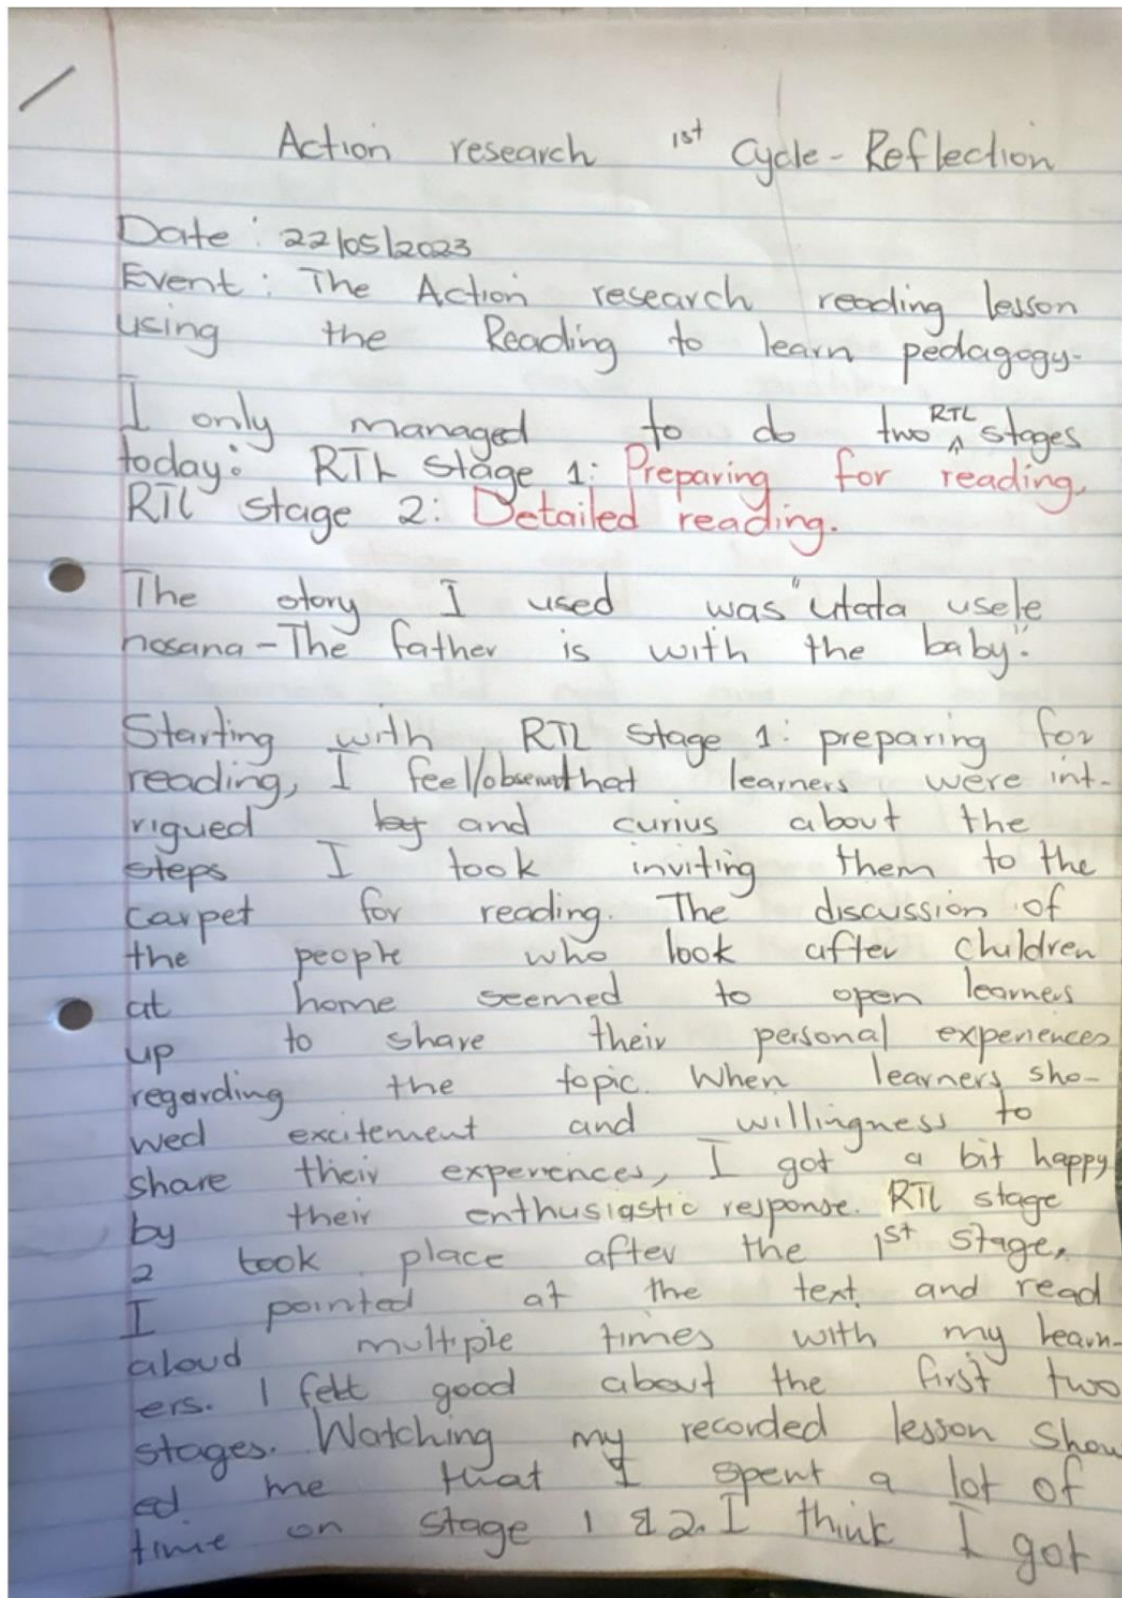 Action research 1st Cycle - Reflection
Date : 22/05/2023
Event : The Action research reading lesson
using the Reading to learn pedagogy.
I only managed to do two RTL stages
today: RTL Stage 1: Preparing for reading,
RTL stage 2: Detailed reading.
The story I used was "utata usele
nosana - The father is with the baby".
Starting with RTL stage 1: preparing for
reading, I feel/observed that learners were int-
rigued by and curius about the
steps I took inviting them to the
carpet for reading. The discussion of
the people who look after children
at home seemed to open learners
up to share their personal experiences
regarding the topic. When learners sho-
wed excitement and willingness to
share their experences, I got a bit happy
by their enthusiastic response. RTL stage
2 took place after the 1st stage,
I pointed at the text and read
aloud multiple times with my learn-
ers. I felt good about the first two
stages. Watching my recorded lesson show
ed me that I spent a lot of
time on stage 1 & 2. I think I got